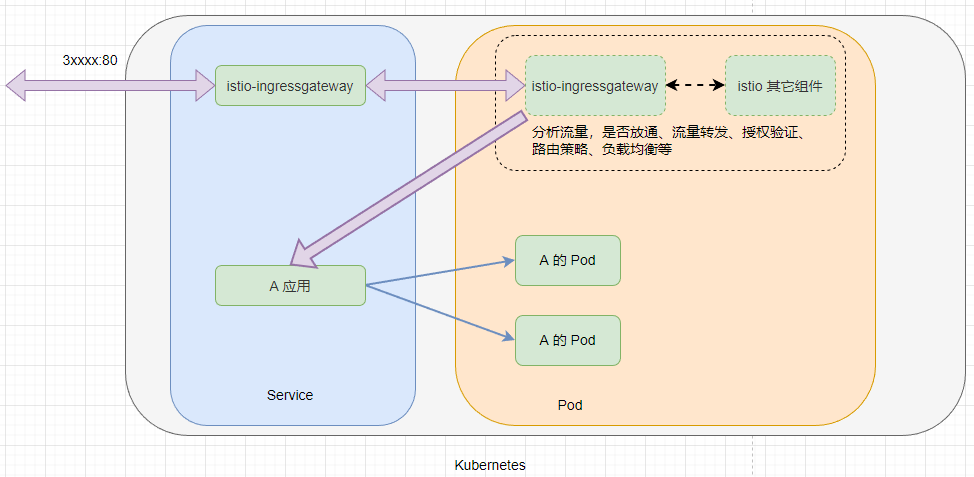 3xxxx:80
istio-ingressgateway
istio-ingressgateway
istio 其它组件
分析流量，是否放通、流量转发、授权验证、
路由策略、负载均衡等
A 的 Pod
A 应用
A 的 Pod
Service
Pod
Kubernetes